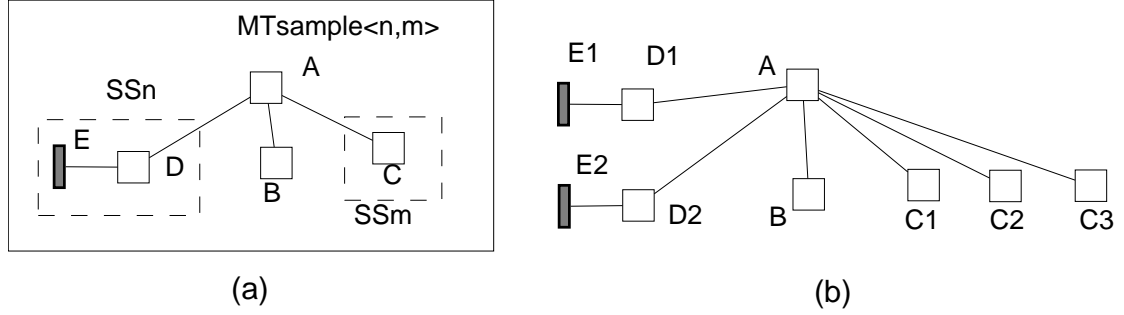 MTsample<n,m>
A
SSn
E
D
B
C
SSm
(a)
E1
D1
A
E2
D2
B
C1
C2
C3
(b)